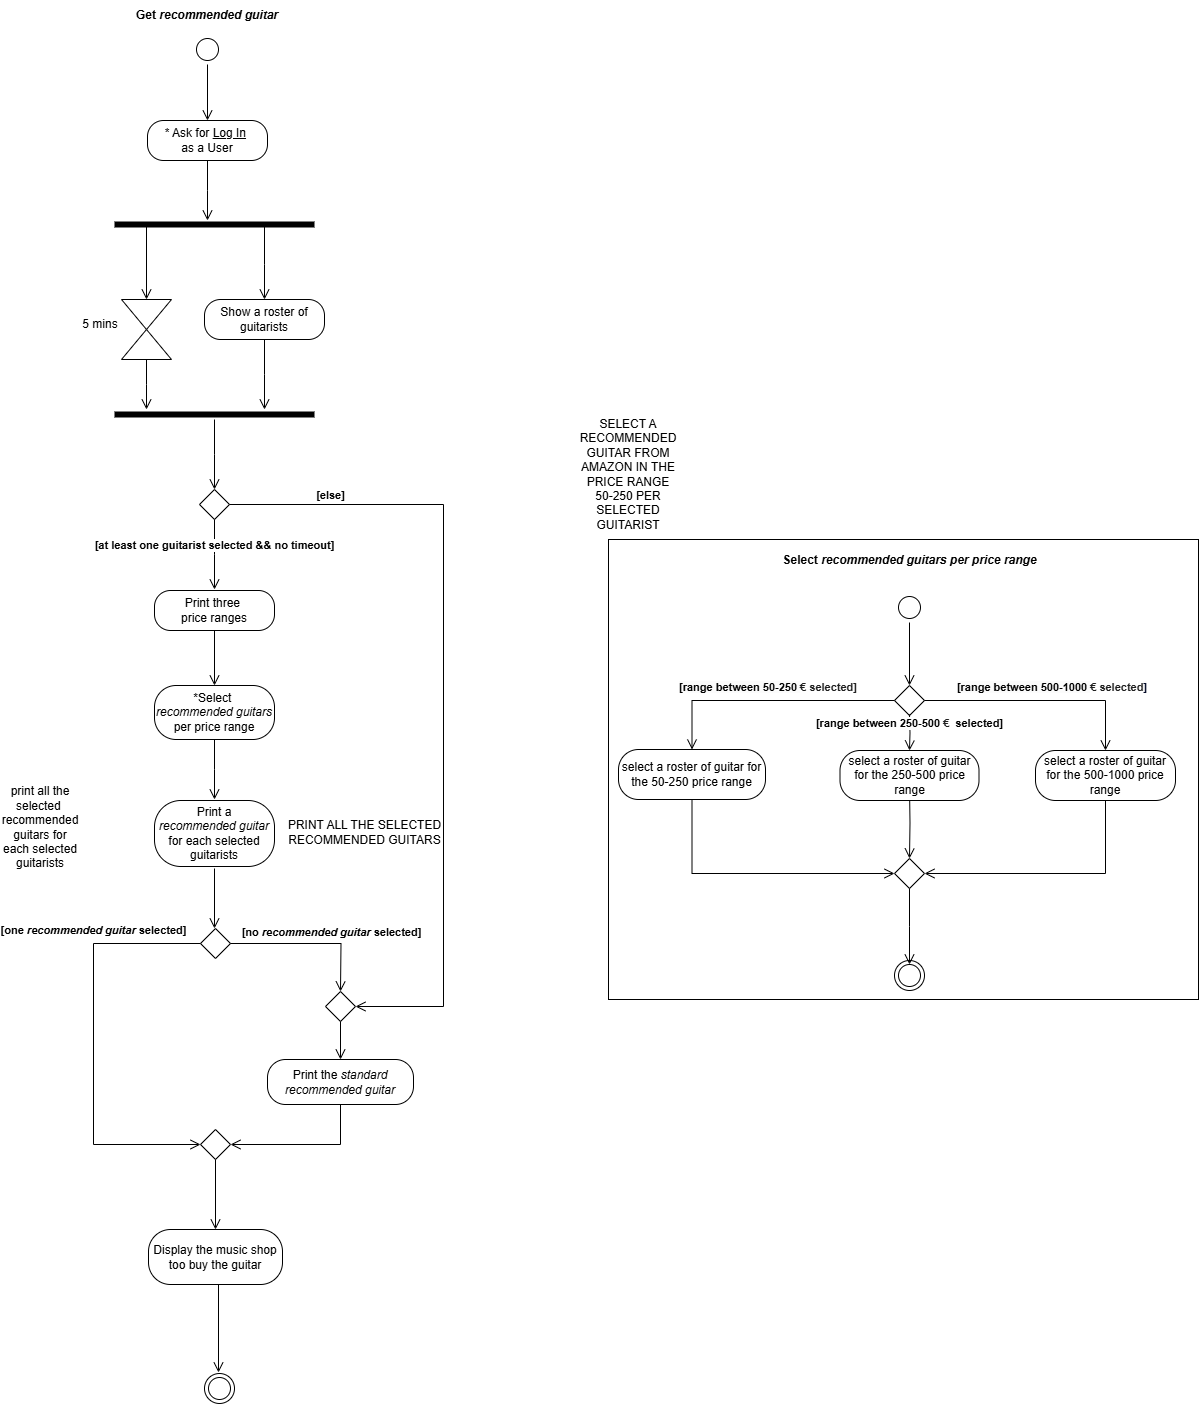 Get recommended guitar
* Ask for Log In
as a User
5 mins
Show a roster of
guitarists
[else]
[at least one guitarist selected && no timeout]
Print three
price ranges
*Select
recommended guitars
per price range
print all the
selected
recommended
guitars for
each selected
guitarists
Print a
recommended guitar
for each selected
guitarists
PRINT ALL THE SELECTED
RECOMMENDED GUITARS
[one recommended guitar selected]
[no recommended guitar selected]
Print the standard
recommended guitar
Display the music shop
too buy the guitar
SELECT A
RECOMMENDED
GUITAR FROM
AMAZON IN THE
PRICE RANGE
50-250 PER
SELECTED
GUITARIST
Select recommended guitars per price range
[range between 50-250 € selected]
[range between 500-1000 € selected]
[range between 250-500 € selected]
select a roster of guitar for
the 50-250 price range
select a roster of guitar
for the 250-500 price
range
select a roster of guitar
for the 500-1000 price
range